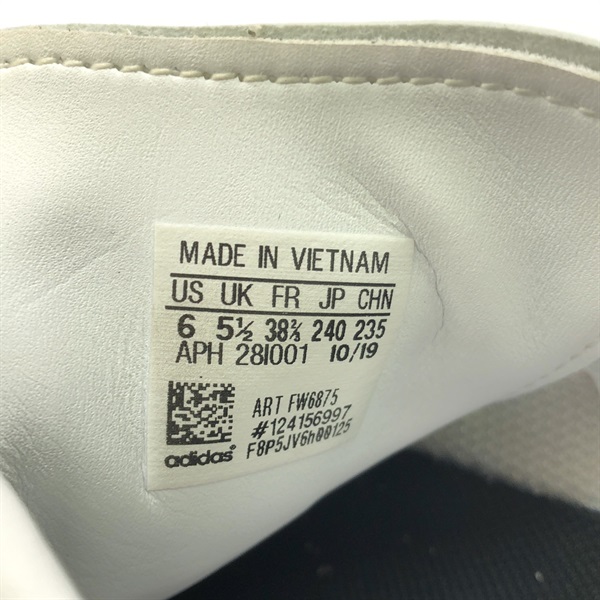 MADE IN VIETNAM
US UK FR JP CHN
6 5½ 38⅔ 240 235
APH 28I001 10/19
ART FW6875
#124156997
F8P5JV6h00125
adidas